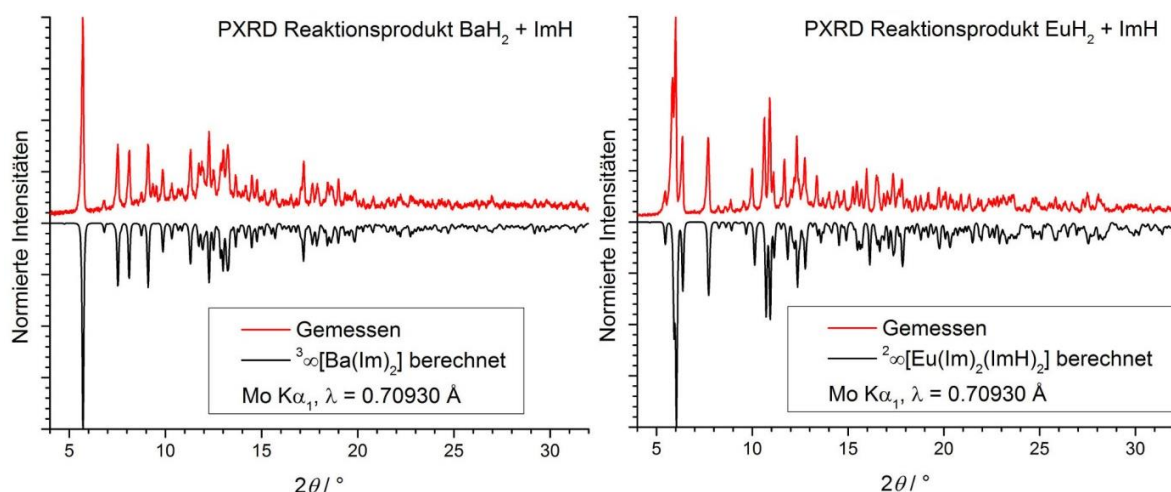 PXRD Reaktionsprodukt BaH₂ + ImH
Normierte Intensitäten
Gemessen
³∞[Ba(Im)₂] berechnet
Mo Kα₁, λ = 0.70930 Å
5 10 15 20 25 30
2θ / °
PXRD Reaktionsprodukt EuH₂ + ImH
Normierte Intensitäten
Gemessen
²∞[Eu(Im)₂(ImH)₂] berechnet
Mo Kα₁, λ = 0.70930 Å
5 10 15 20 25 30
2θ / °